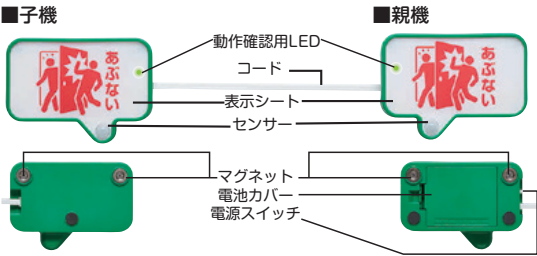 ■子機
■親機
動作確認用LED
コード
表示シート
センサー
あぶない
あぶない
マグネット
電池カバー
電源スイッチ